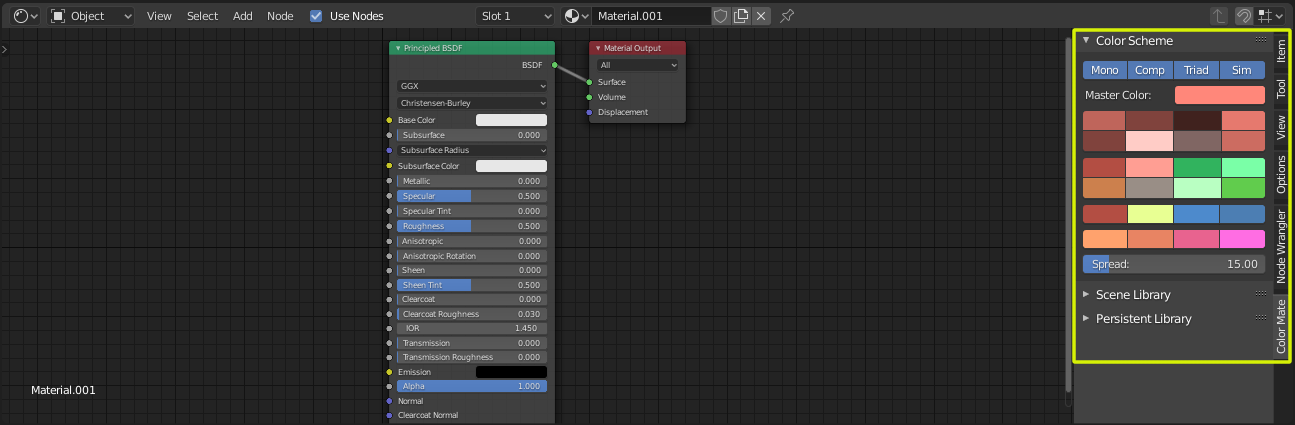 Object View Select Add Node Use Nodes Slot 1 Material.001
Principled BSDF
BSDF
GGX
Christensen-Burley
Base Color
Subsurface 0.000
Subsurface Radius
Subsurface Color
Metallic 0.000
Specular 0.500
Specular Tint 0.000
Roughness 0.500
Anisotropic 0.000
Anisotropic Rotation 0.000
Sheen 0.000
Sheen Tint 0.500
Clearcoat 0.000
Clearcoat Roughness 0.030
IOR 1.450
Transmission 0.000
Transmission Roughness 0.000
Emission
Alpha 1.000
Normal
Clearcoat Normal
Material Output
All
Surface
Volume
Displacement
Material.001
Color Scheme
Mono Comp Triad Sim
Master Color:
Spread: 15.00
Scene Library
Persistent Library
Item
Tool
View
Options
Node Wrangler
Color Mate